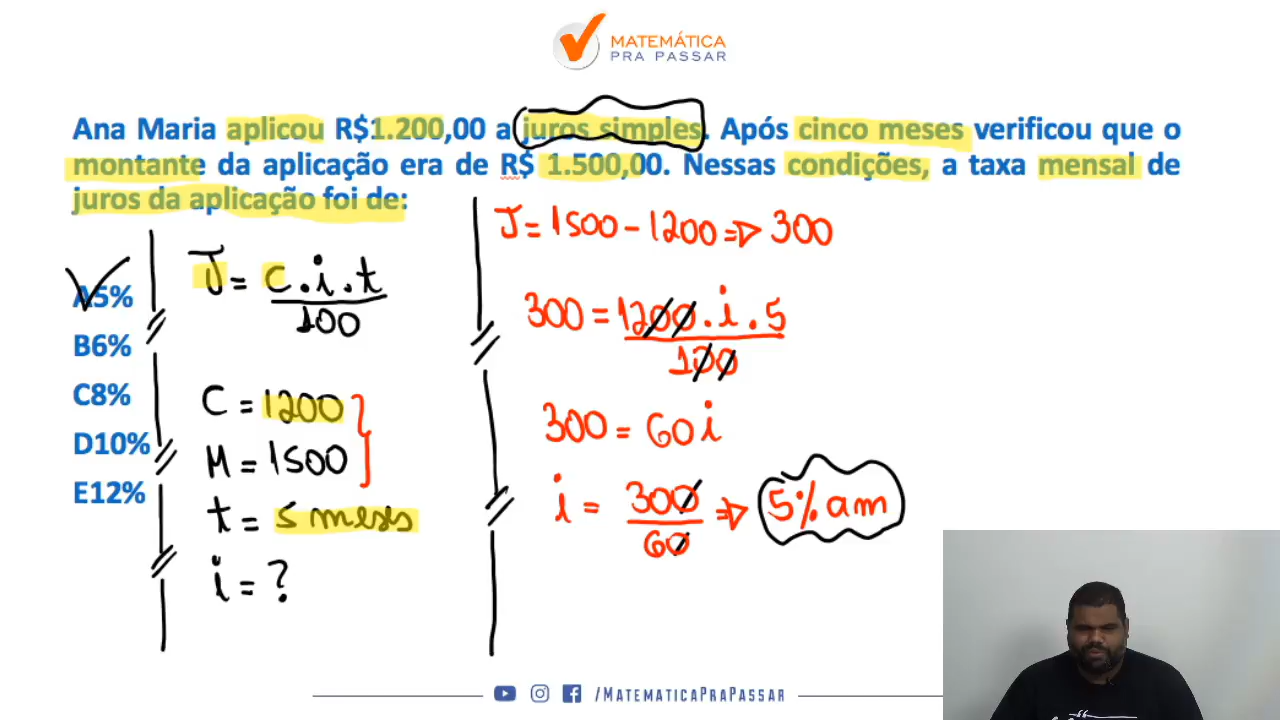 MATEMÁTICA
PRA PASSAR
Ana Maria aplicou R$1.200,00 a juros simples. Após cinco meses verificou que o
montante da aplicação era de R$ 1.500,00. Nessas condições, a taxa mensal de
juros da aplicação foi de:
A5%
B6%
C8%
D10%
E12%
J = c.i.t
100
C = 1200
M = 1500
t = 5 meses
i = ?
J = 1500 - 1200 => 300
300 = 1200.i.5
100
300 = 60i
i = 300 => 5% am
60
/MATEMATICAPRAPASSAR